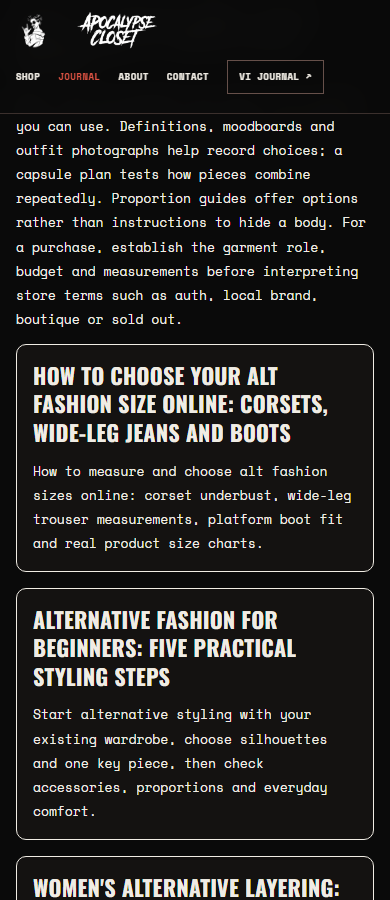 APOCALYPSE
CLOSET
SHOP JOURNAL ABOUT CONTACT VI JOURNAL ↗
you can use. Definitions, moodboards and
outfit photographs help record choices; a
capsule plan tests how pieces combine
repeatedly. Proportion guides offer options
rather than instructions to hide a body. For
a purchase, establish the garment role,
budget and measurements before interpreting
store terms such as auth, local brand,
boutique or sold out.
HOW TO CHOOSE YOUR ALT
FASHION SIZE ONLINE: CORSETS,
WIDE-LEG JEANS AND BOOTS
How to measure and choose alt fashion
sizes online: corset underbust, wide-leg
trouser measurements, platform boot fit
and real product size charts.
ALTERNATIVE FASHION FOR
BEGINNERS: FIVE PRACTICAL
STYLING STEPS
Start alternative styling with your
existing wardrobe, choose silhouettes
and one key piece, then check
accessories, proportions and everyday
comfort.
WOMEN'S ALTERNATIVE LAYERING: